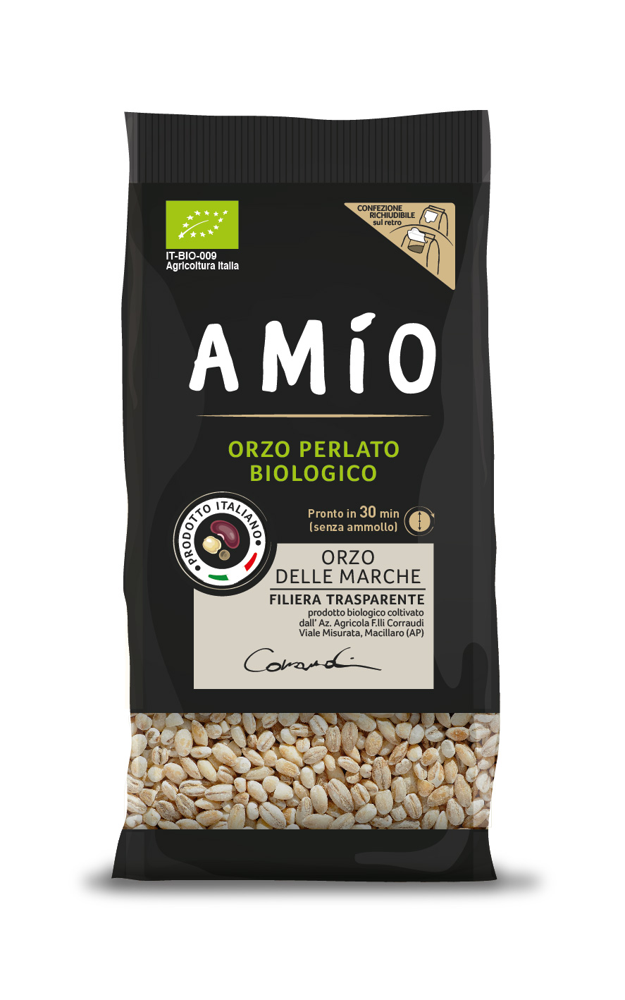 IT-BIO-009
Agricoltura Italia
CONFEZIONE
RICHIUDIBILE
sul retro
AMÍO
ORZO PERLATO
BIOLOGICO
PRODOTTO ITALIANO
Pronto in 30 min
(senza ammollo)
ORZO
DELLE MARCHE
FILIERA TRASPARENTE
prodotto biologico coltivato
dall' Az. Agricola F.lli Corraudi
Viale Misurata, Macillaro (AP)
Corraudi